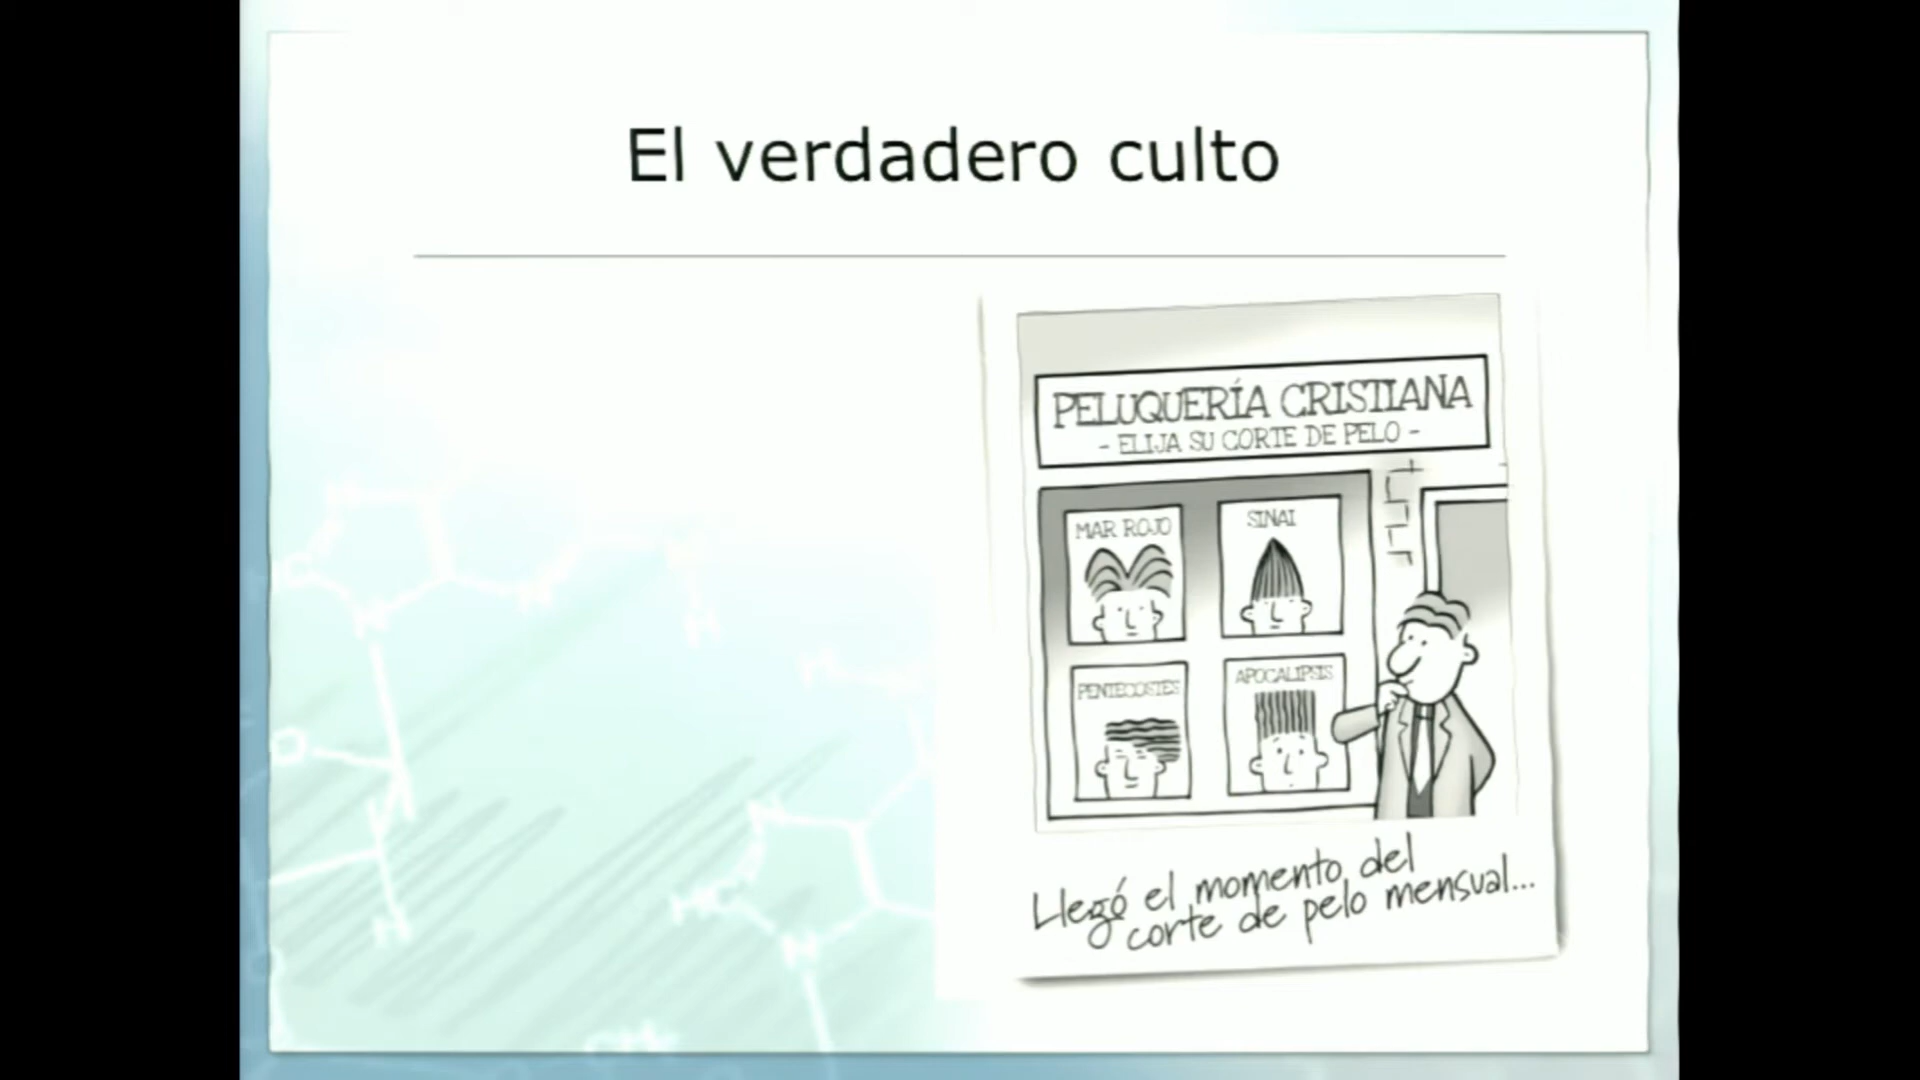 El verdadero culto
PELUQUERÍA CRISTIANA
- ELIJA SU CORTE DE PELO -
MAR ROJO
SINAI
PENTECOSTES
APOCALIPSIS
Llegó el momento del
corte de pelo mensual...